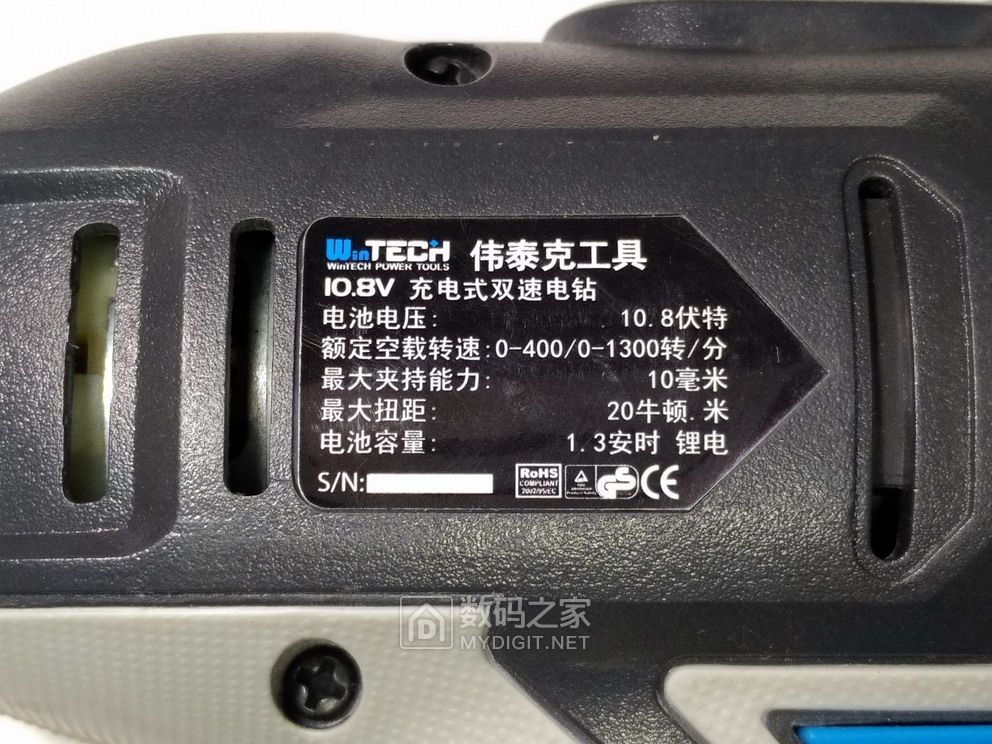 WinTECH 伟泰克工具
WinTECH POWER TOOLS
10.8V 充电式双速电钻
电池电压: 10.8伏特
额定空载转速:0-400/0-1300转/分
最大夹持能力: 10毫米
最大扭距: 20牛顿.米
电池容量: 1.3安时 锂电
S/N:
RoHS
COMPLIANT
2002/95/EC
GS CE
数码之家
MYDIGIT.NET